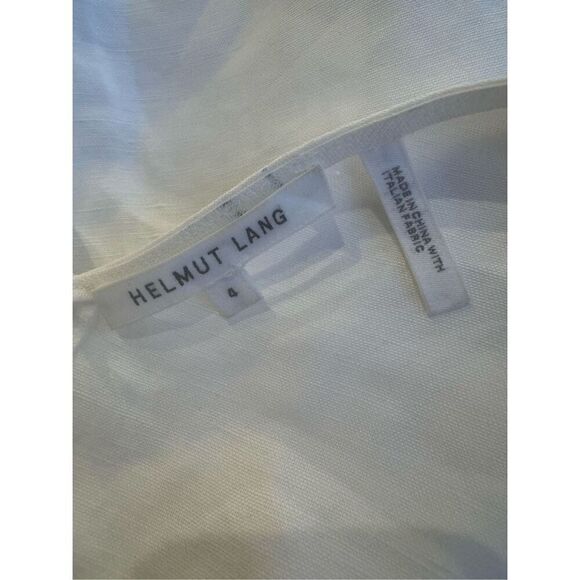 HELMUT LANG
4
MADE IN CHINA WITH
ITALIAN FABRIC